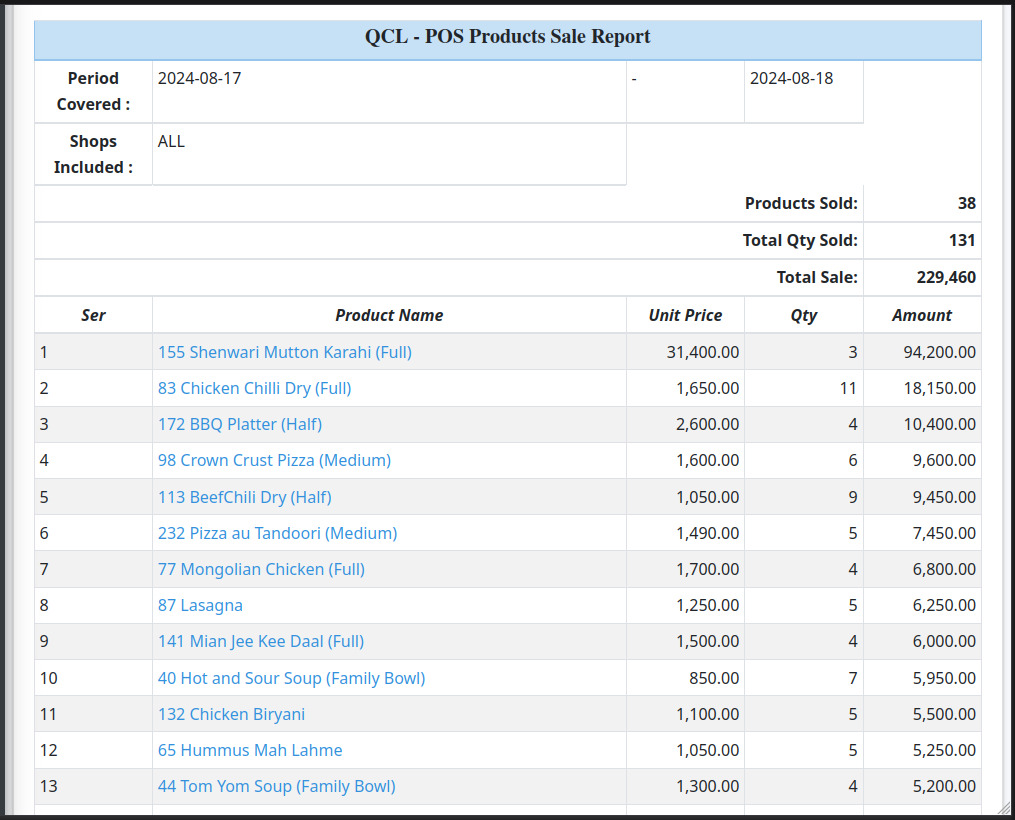 QCL - POS Products Sale Report
Period Covered : 2024-08-17 - 2024-08-18
Shops Included : ALL
Products Sold: 38
Total Qty Sold: 131
Total Sale: 229,460
Ser Product Name Unit Price Qty Amount
1 155 Shenwari Mutton Karahi (Full) 31,400.00 3 94,200.00
2 83 Chicken Chilli Dry (Full) 1,650.00 11 18,150.00
3 172 BBQ Platter (Half) 2,600.00 4 10,400.00
4 98 Crown Crust Pizza (Medium) 1,600.00 6 9,600.00
5 113 BeefChili Dry (Half) 1,050.00 9 9,450.00
6 232 Pizza au Tandoori (Medium) 1,490.00 5 7,450.00
7 77 Mongolian Chicken (Full) 1,700.00 4 6,800.00
8 87 Lasagna 1,250.00 5 6,250.00
9 141 Mian Jee Kee Daal (Full) 1,500.00 4 6,000.00
10 40 Hot and Sour Soup (Family Bowl) 850.00 7 5,950.00
11 132 Chicken Biryani 1,100.00 5 5,500.00
12 65 Hummus Mah Lahme 1,050.00 5 5,250.00
13 44 Tom Yom Soup (Family Bowl) 1,300.00 4 5,200.00